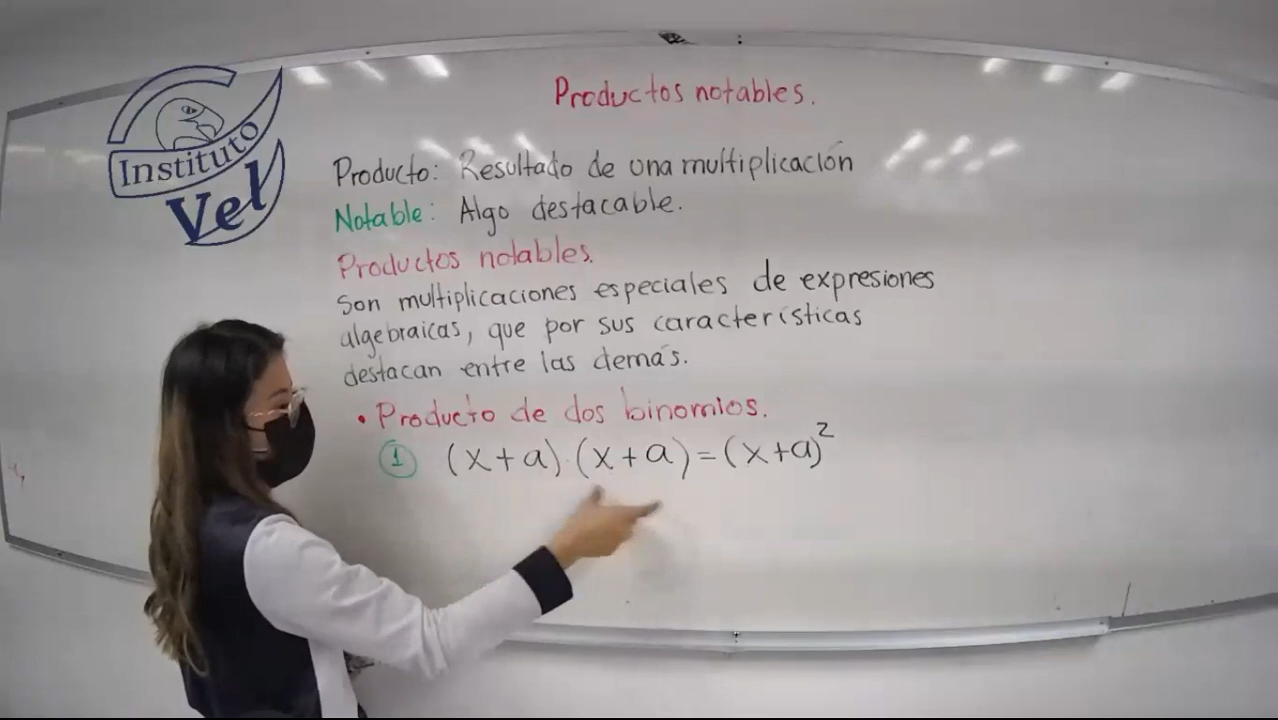 Instituto
Vel
Productos notables.
Producto: Resultado de una multiplicación
Notable: Algo destacable.
Productos notables.
Son multiplicaciones especiales de expresiones
algebraicas, que por sus características
destacan entre las demás.
• Producto de dos binomios.
1 (x+a)·(x+a)=(x+a)²